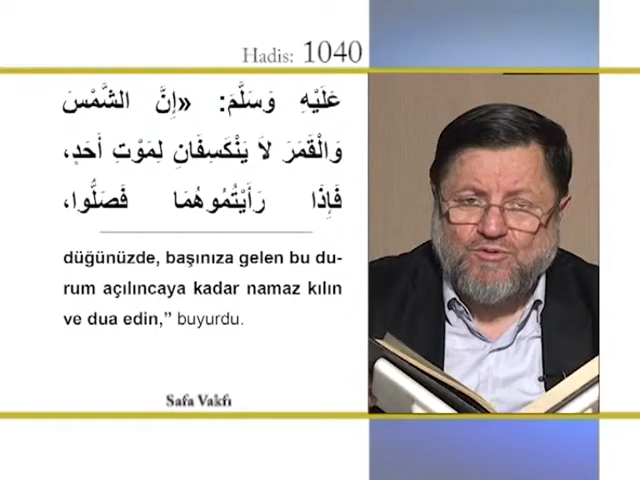 Hadis: 1040
عَلَيْهِ وَسَلَّمَ: «إِنَّ الشَّمْسَ
وَالْقَمَرَ لَا يَنْكَسِفَانِ لِمَوْتِ أَحَدٍ،
فَإِذَا رَأَيْتُمُوهُمَا فَصَلُّوا،
düğünüzde, başınıza gelen bu du-
rum açılıncaya kadar namaz kılın
ve dua edin,” buyurdu.
Safa Vakfı